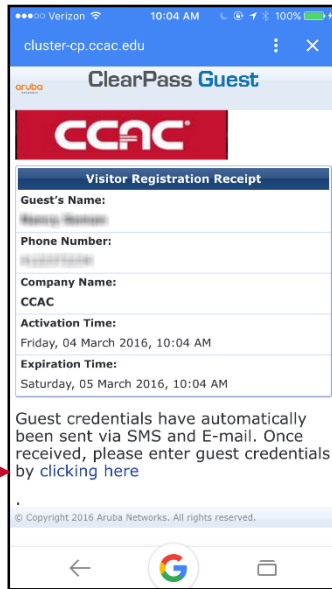 Verizon 10:04 AM 100%
cluster-cp.ccac.edu
aruba
NETWORKS
ClearPass Guest
CCAC
Visitor Registration Receipt
Guest's Name:
Phone Number:
Company Name:
CCAC
Activation Time:
Friday, 04 March 2016, 10:04 AM
Expiration Time:
Saturday, 05 March 2016, 10:04 AM
Guest credentials have automatically
been sent via SMS and E-mail. Once
received, please enter guest credentials
by clicking here
.
© Copyright 2016 Aruba Networks. All rights reserved.
G